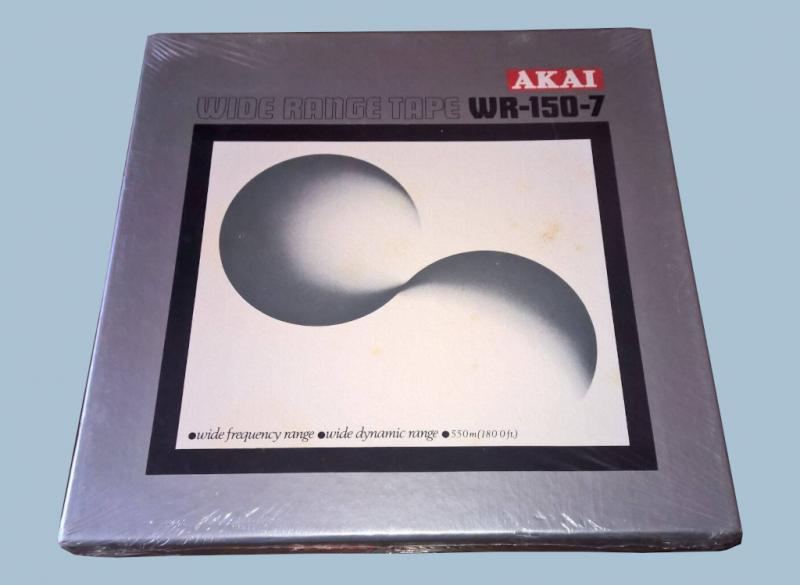 AKAI
WIDE RANGE TAPE WR-150-7
●wide frequency range ●wide dynamic range ●550m(1800ft.)